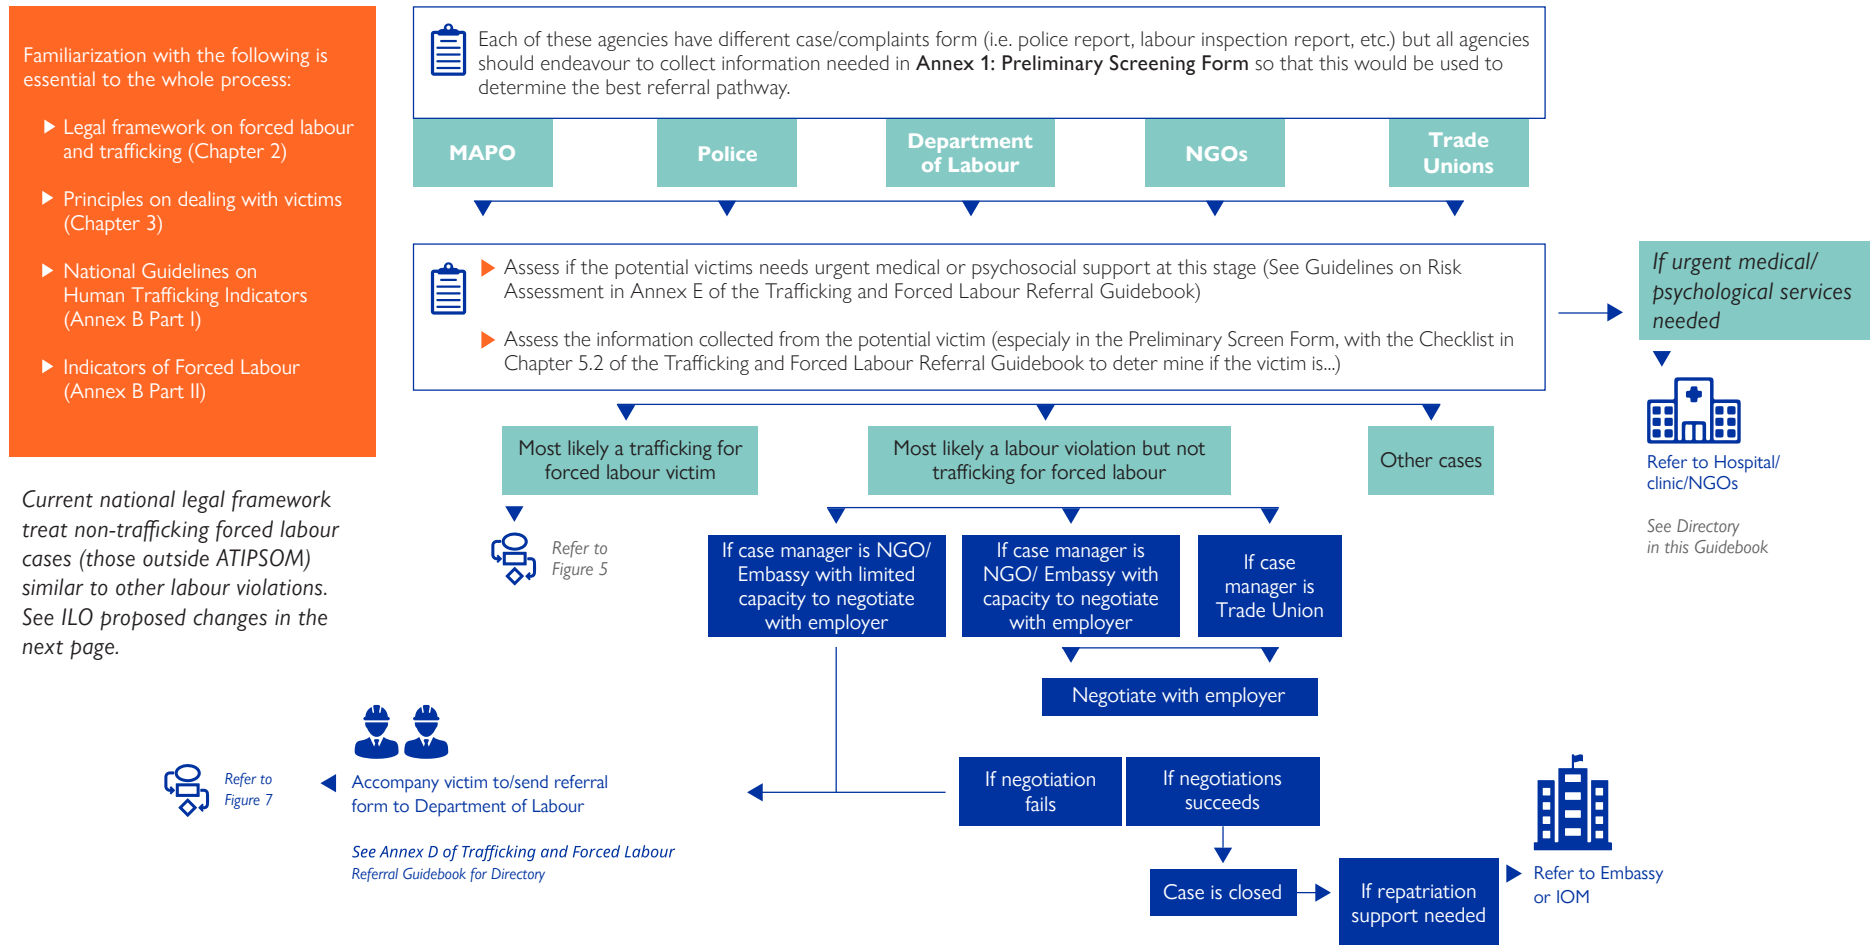 Familiarization with the following is
essential to the whole process:
Legal framework on forced labour
and trafficking (Chapter 2)
Principles on dealing with victims
(Chapter 3)
National Guidelines on
Human Trafficking Indicators
(Annex B Part I)
Indicators of Forced Labour
(Annex B Part II)
Current national legal framework
treat non-trafficking forced labour
cases (those outside ATIPSOM)
similar to other labour violations.
See ILO proposed changes in the
next page.
Each of these agencies have different case/complaints form (i.e. police report, labour inspection report, etc.) but all agencies
should endeavour to collect information needed in Annex 1: Preliminary Screening Form so that this would be used to
determine the best referral pathway.
MAPO
Police
Department
of Labour
NGOs
Trade
Unions
Assess if the potential victims needs urgent medical or psychosocial support at this stage (See Guidelines on Risk
Assessment in Annex E of the Trafficking and Forced Labour Referral Guidebook)
Assess the information collected from the potential victim (especialy in the Preliminary Screen Form, with the Checklist in
Chapter 5.2 of the Trafficking and Forced Labour Referral Guidebook to deter mine if the victim is...)
If urgent medical/
psychological services
needed
Refer to Hospital/
clinic/NGOs
See Directory
in this Guidebook
Most likely a trafficking for
forced labour victim
Most likely a labour violation but not
trafficking for forced labour
Other cases
Refer to
Figure 5
If case manager is NGO/
Embassy with limited
capacity to negotiate
with employer
If case manager is
NGO/ Embassy with
capacity to negotiate
with employer
If case
manager is
Trade Union
Negotiate with employer
If negotiation
fails
If negotiations
succeeds
Refer to
Figure 7
Accompany victim to/send referral
form to Department of Labour
See Annex D of Trafficking and Forced Labour
Referral Guidebook for Directory
Case is closed
If repatriation
support needed
Refer to Embassy
or IOM